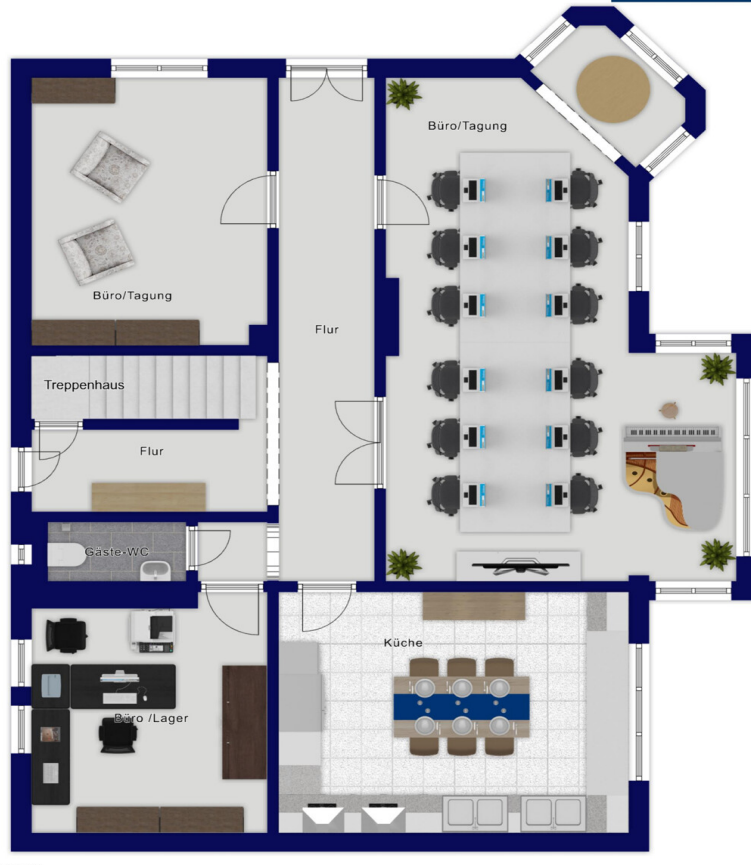 Büro/Tagung
Büro/Tagung
Flur
Treppenhaus
Flur
Gäste-WC
Küche
Büro /Lager